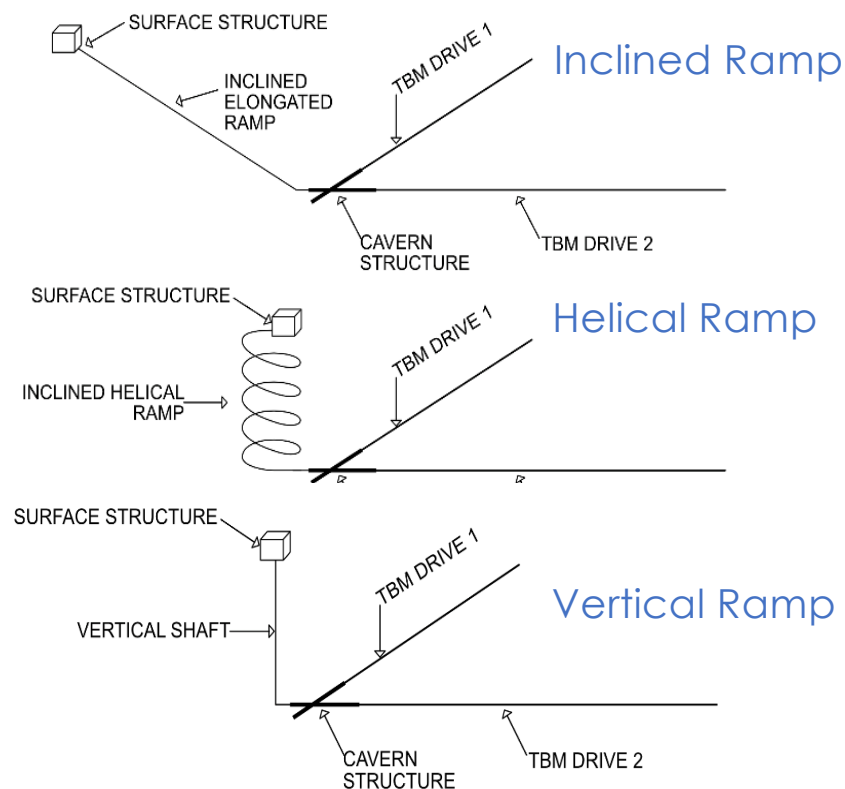 SURFACE STRUCTURE
INCLINED
ELONGATED
RAMP
TBM DRIVE 1
Inclined Ramp
CAVERN
STRUCTURE
TBM DRIVE 2
SURFACE STRUCTURE
TBM DRIVE 1
Helical Ramp
INCLINED HELICAL
RAMP
SURFACE STRUCTURE
TBM DRIVE 1
Vertical Ramp
VERTICAL SHAFT
CAVERN
STRUCTURE
TBM DRIVE 2